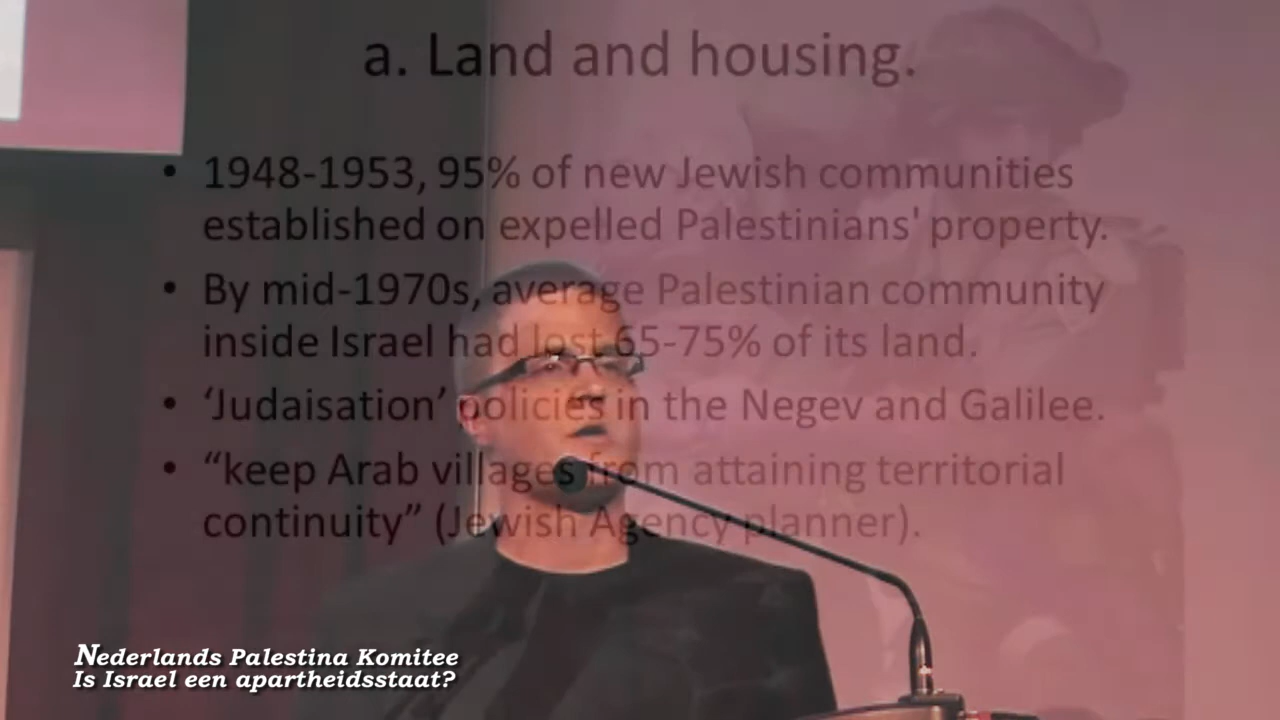 a. Land and housing.
• 1948-1953, 95% of new Jewish communities
established on expelled Palestinians' property.
• By mid-1970s, average Palestinian community
inside Israel had lost 65-75% of its land.
• ‘Judaisation’ policies in the Negev and Galilee.
• “keep Arab villages from attaining territorial
continuity” (Jewish Agency planner).
Nederlands Palestina Komitee
Is Israel een apartheidsstaat?